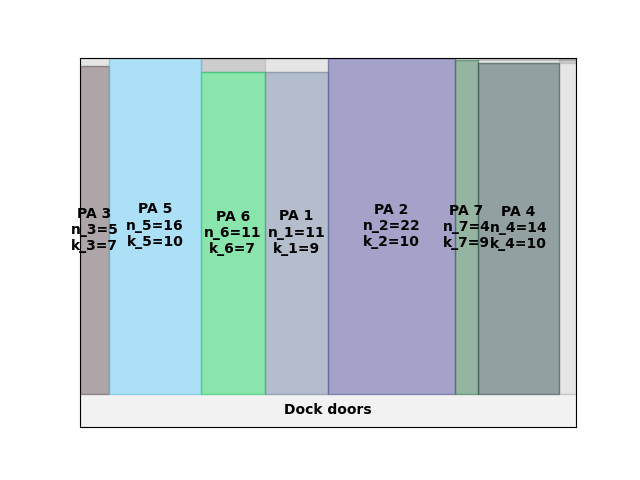 PA 3
n_3=5
k_3=7
PA 5
n_5=16
k_5=10
PA 6
n_6=11
k_6=7
PA 1
n_1=11
k_1=9
PA 2
n_2=22
k_2=10
PA 7
n_7=4
k_7=9
PA 4
n_4=14
k_4=10
Dock doors